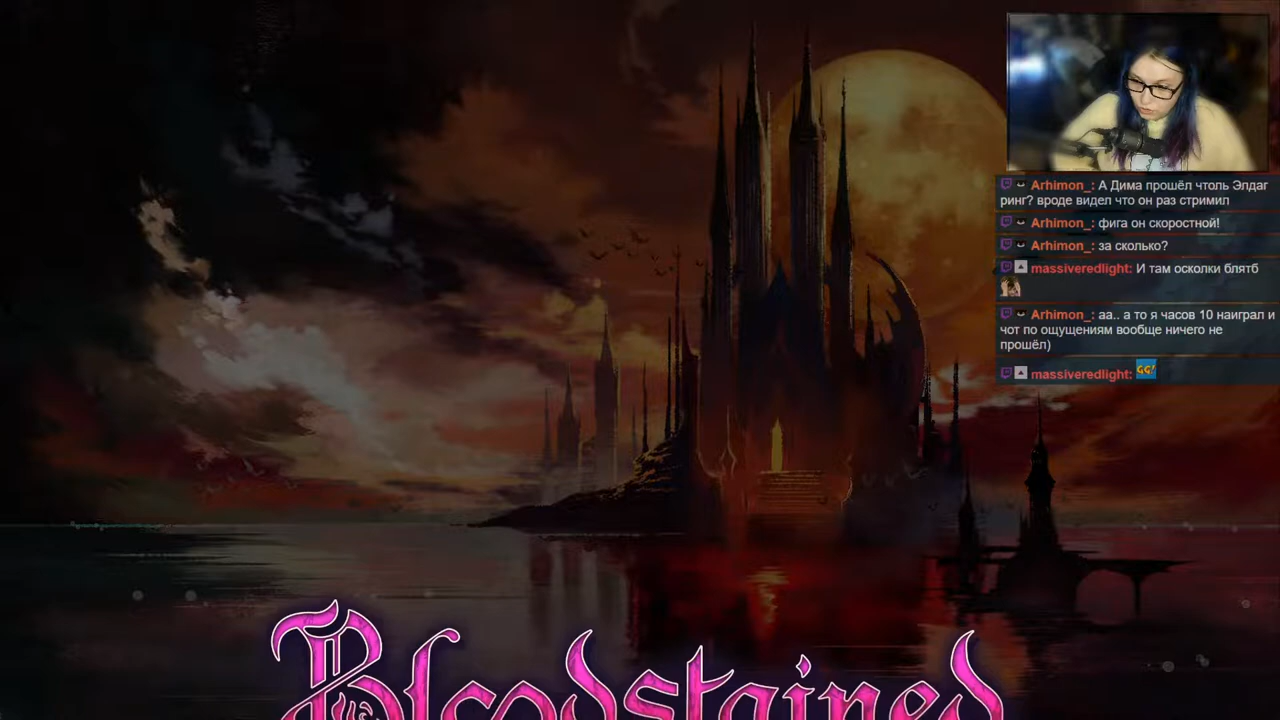 Arhimon_: А Дима прошёл чтоль Элдаг
ринг? вроде видел что он раз стримил
Arhimon_: фига он скоростной!
Arhimon_: за сколько?
massiveredlight: И там осколки блятб
Arhimon_: аа.. а то я часов 10 наиграл и
чот по ощущениям вообще ничего не
прошёл)
massiveredlight: GG!
Bloodstained